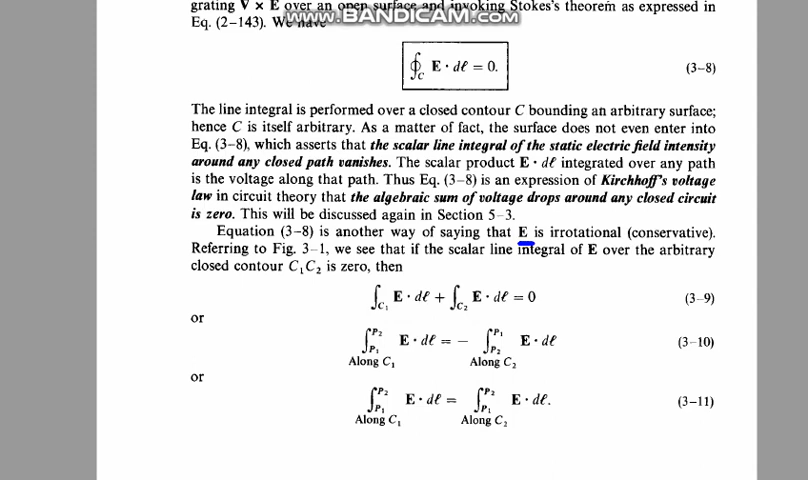 grating ∇ × E over an open surface and invoking Stokes's theorem as expressed in
www.BANDICAM.com
Eq. (2–143). We have
∮_C E · dℓ = 0. (3–8)
The line integral is performed over a closed contour C bounding an arbitrary surface;
hence C is itself arbitrary. As a matter of fact, the surface does not even enter into
Eq. (3–8), which asserts that the scalar line integral of the static electric field intensity
around any closed path vanishes. The scalar product E · dℓ integrated over any path
is the voltage along that path. Thus Eq. (3–8) is an expression of Kirchhoff's voltage
law in circuit theory that the algebraic sum of voltage drops around any closed circuit
is zero. This will be discussed again in Section 5–3.
Equation (3–8) is another way of saying that E is irrotational (conservative).
Referring to Fig. 3–1, we see that if the scalar line integral of E over the arbitrary
closed contour C₁C₂ is zero, then
∫_C₁ E · dℓ + ∫_C₂ E · dℓ = 0 (3–9)
or
∫_P₁^P₂ E · dℓ = − ∫_P₂^P₁ E · dℓ (3–10)
Along C₁ Along C₂
or
∫_P₁^P₂ E · dℓ = ∫_P₁^P₂ E · dℓ. (3–11)
Along C₁ Along C₂